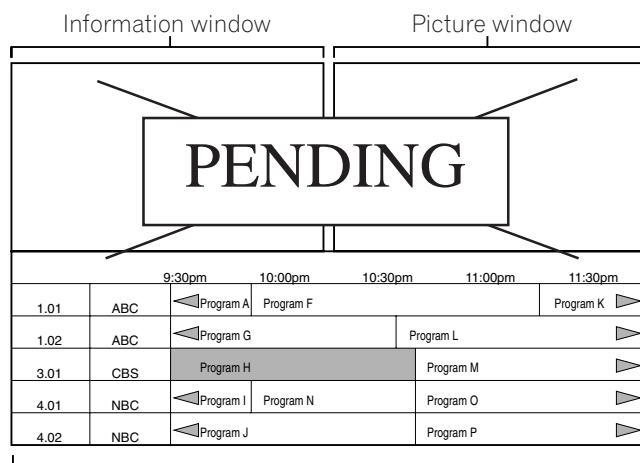 Information window Picture window
PENDING
9:30pm 10:00pm 10:30pm 11:00pm 11:30pm
1.01 ABC Program A Program F Program K
1.02 ABC Program G Program L
3.01 CBS Program H Program M
4.01 NBC Program I Program N Program O
4.02 NBC Program J Program P